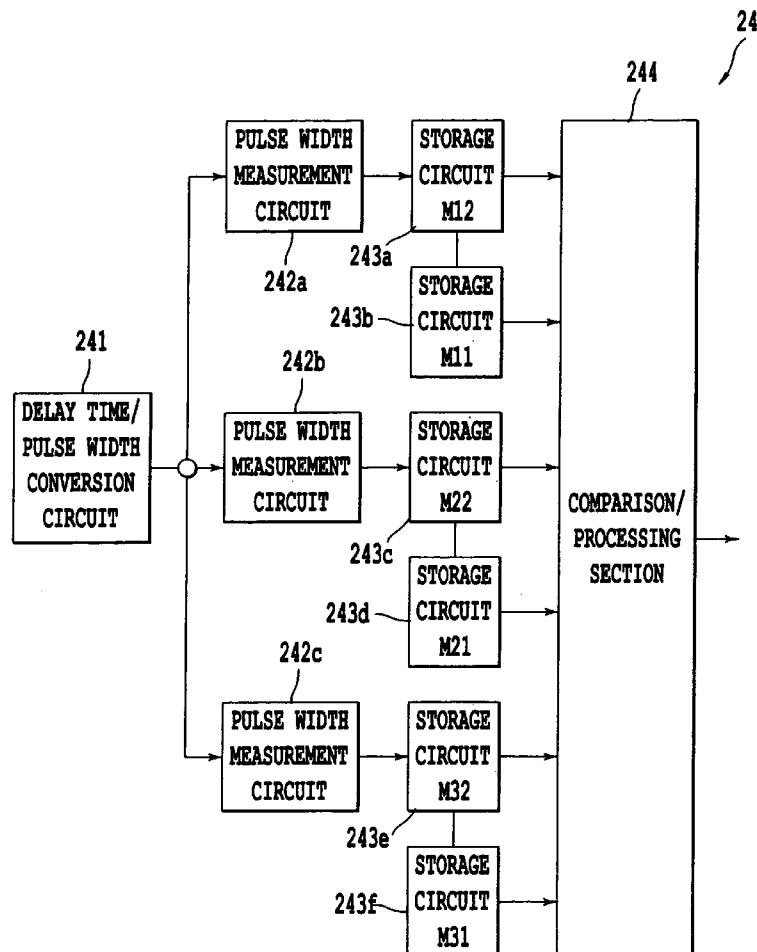 24
244
PULSE WIDTH
MEASUREMENT
CIRCUIT
242a
STORAGE
CIRCUIT
M12
243a
STORAGE
CIRCUIT
M11
243b
241
DELAY TIME/
PULSE WIDTH
CONVERSION
CIRCUIT
242b
PULSE WIDTH
MEASUREMENT
CIRCUIT
STORAGE
CIRCUIT
M22
243c
STORAGE
CIRCUIT
M21
243d
COMPARISON/
PROCESSING
SECTION
242c
PULSE WIDTH
MEASUREMENT
CIRCUIT
STORAGE
CIRCUIT
M32
243e
STORAGE
CIRCUIT
M31
243f